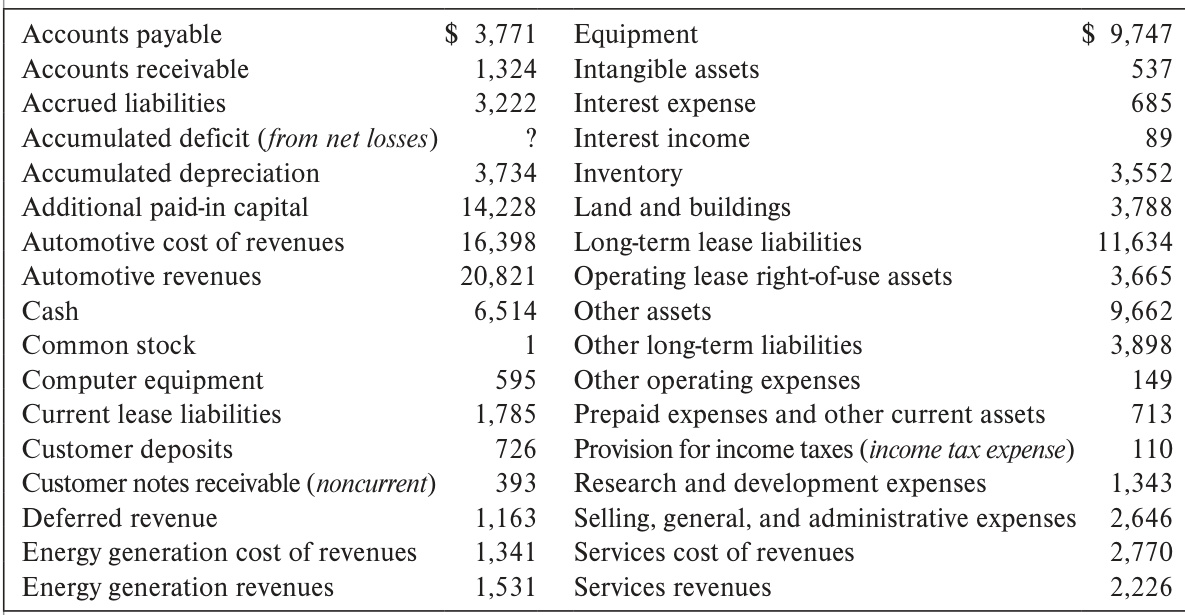 Accounts payable $ 3,771 Equipment $ 9,747
Accounts receivable 1,324 Intangible assets 537
Accrued liabilities 3,222 Interest expense 685
Accumulated deficit (from net losses) ? Interest income 89
Accumulated depreciation 3,734 Inventory 3,552
Additional paid-in capital 14,228 Land and buildings 3,788
Automotive cost of revenues 16,398 Long-term lease liabilities 11,634
Automotive revenues 20,821 Operating lease right-of-use assets 3,665
Cash 6,514 Other assets 9,662
Common stock 1 Other long-term liabilities 3,898
Computer equipment 595 Other operating expenses 149
Current lease liabilities 1,785 Prepaid expenses and other current assets 713
Customer deposits 726 Provision for income taxes (income tax expense) 110
Customer notes receivable (noncurrent) 393 Research and development expenses 1,343
Deferred revenue 1,163 Selling, general, and administrative expenses 2,646
Energy generation cost of revenues 1,341 Services cost of revenues 2,770
Energy generation revenues 1,531 Services revenues 2,226